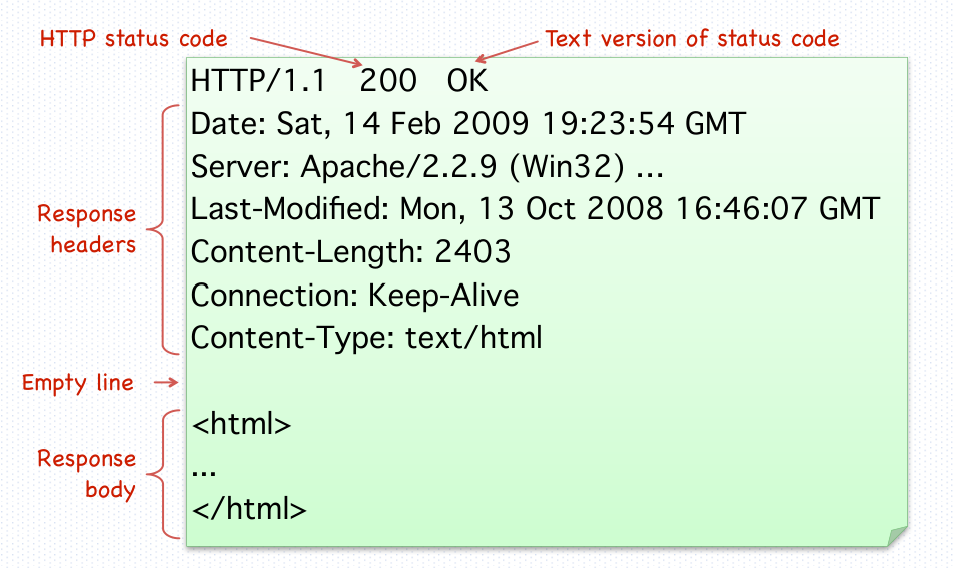 HTTP status code
Text version of status code
HTTP/1.1 200 OK
Date: Sat, 14 Feb 2009 19:23:54 GMT
Server: Apache/2.2.9 (Win32) ...
Last-Modified: Mon, 13 Oct 2008 16:46:07 GMT
Content-Length: 2403
Connection: Keep-Alive
Content-Type: text/html
Response
headers
Empty line
<html>
...
</html>
Response
body